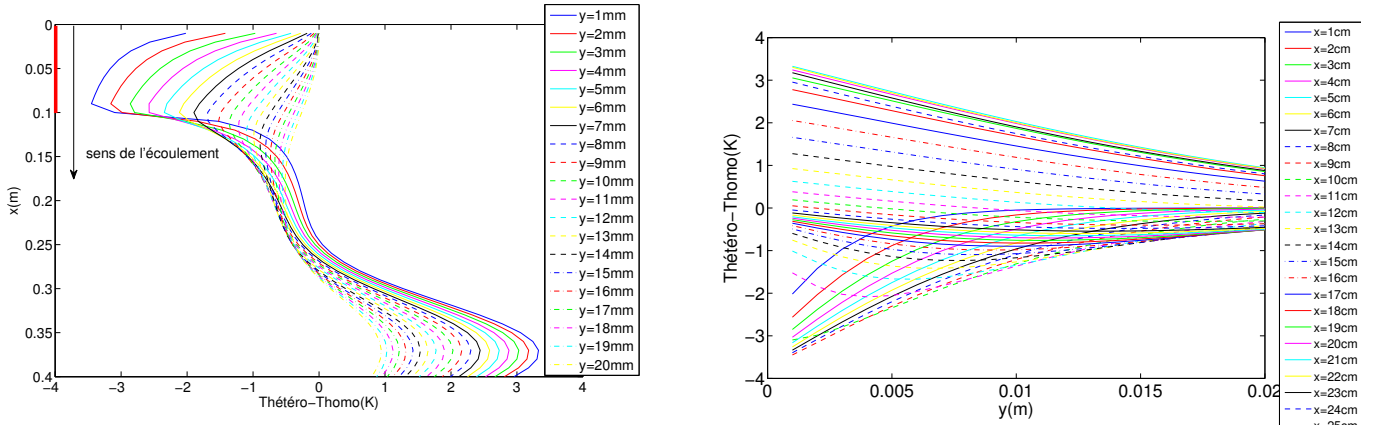 0
0.05
0.1
0.15
0.2
0.25
0.3
0.35
0.4
x(m)
sens de l'écoulement
−4
−3
−2
−1
0
1
2
3
4
Thétéro−Thomo(K)
y=1mm
y=2mm
y=3mm
y=4mm
y=5mm
y=6mm
y=7mm
y=8mm
y=9mm
y=10mm
y=11mm
y=12mm
y=13mm
y=14mm
y=15mm
y=16mm
y=17mm
y=18mm
y=19mm
y=20mm
4
3
2
1
0
−1
−2
−3
−4
Thétéro−Thomo(K)
0
0.005
0.01
0.015
0.02
y(m)
x=1cm
x=2cm
x=3cm
x=4cm
x=5cm
x=6cm
x=7cm
x=8cm
x=9cm
x=10cm
x=11cm
x=12cm
x=13cm
x=14cm
x=15cm
x=16cm
x=17cm
x=18cm
x=19cm
x=20cm
x=21cm
x=22cm
x=23cm
x=24cm
x=25cm